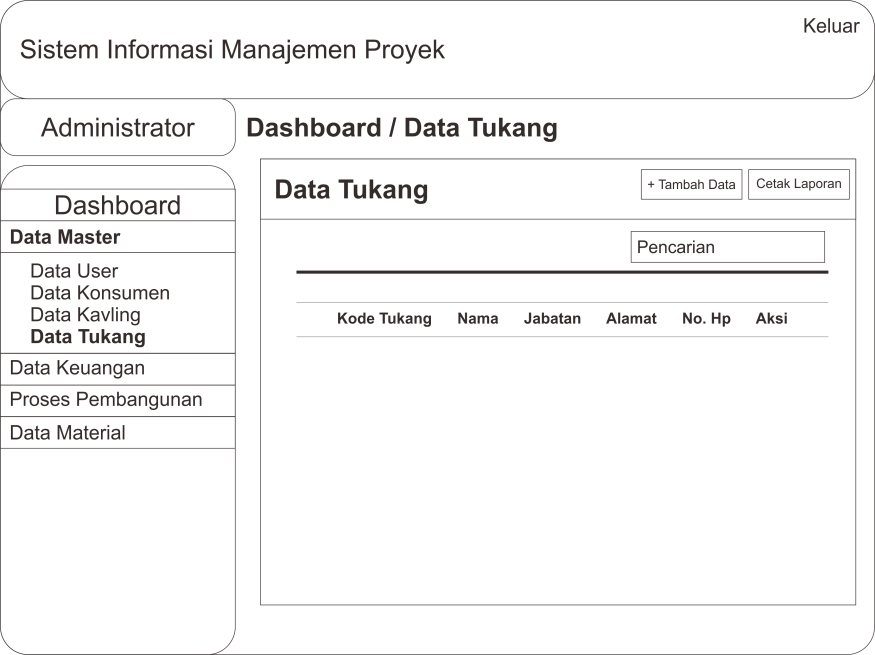 Keluar
Sistem Informasi Manajemen Proyek
Administrator
Dashboard / Data Tukang
Dashboard
Data Master
Data User
Data Konsumen
Data Kavling
Data Tukang
Data Keuangan
Proses Pembangunan
Data Material
Data Tukang
+ Tambah Data
Cetak Laporan
Pencarian
Kode Tukang Nama Jabatan Alamat No. Hp Aksi